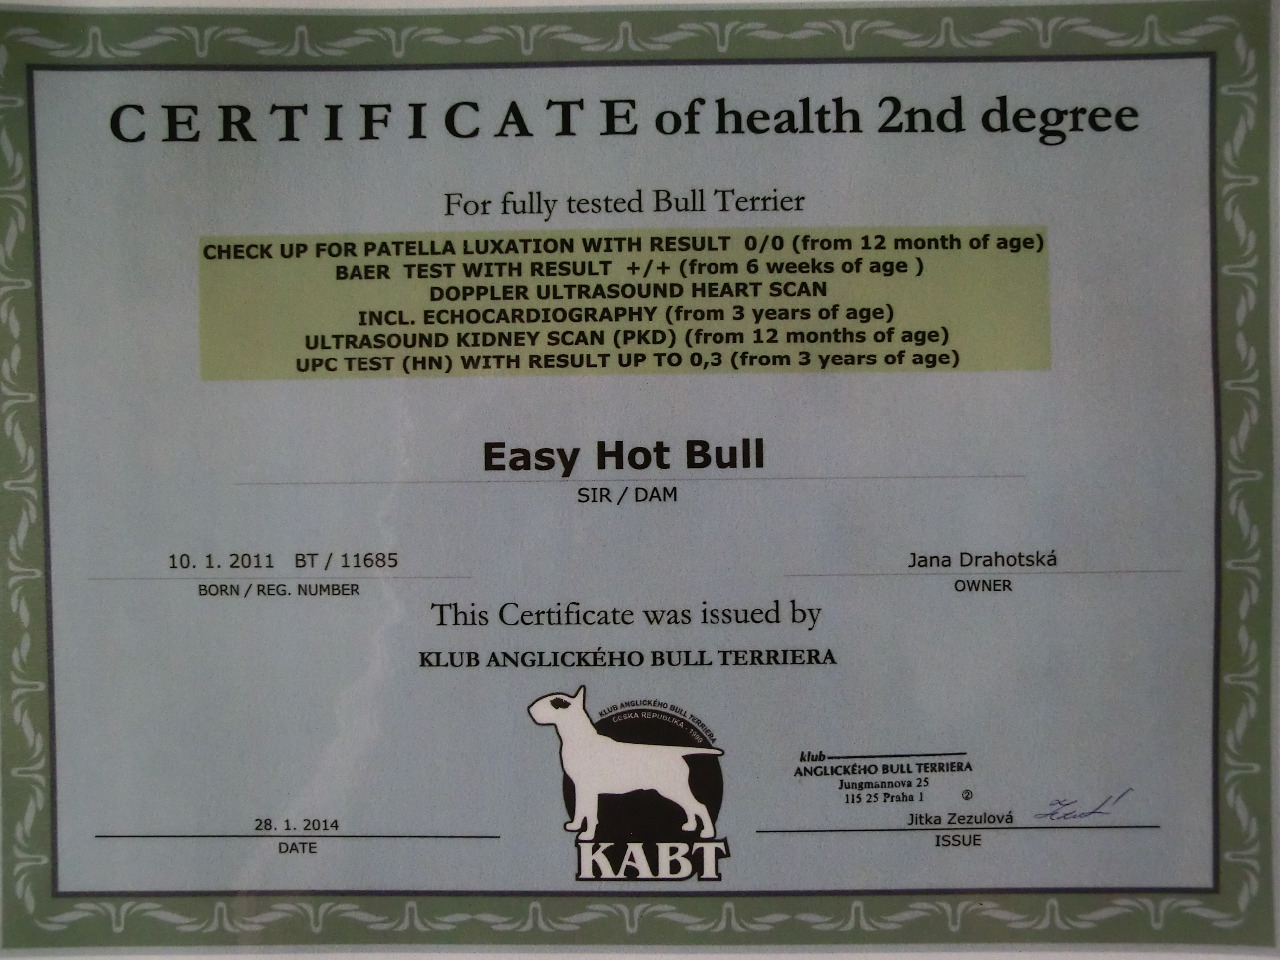 CERTIFICATE of health 2nd degree
For fully tested Bull Terrier
CHECK UP FOR PATELLA LUXATION WITH RESULT 0/0 (from 12 month of age)
BAER TEST WITH RESULT +/+ (from 6 weeks of age )
DOPPLER ULTRASOUND HEART SCAN
INCL. ECHOCARDIOGRAPHY (from 3 years of age)
ULTRASOUND KIDNEY SCAN (PKD) (from 12 months of age)
UPC TEST (HN) WITH RESULT UP TO 0,3 (from 3 years of age)
Easy Hot Bull
SIR / DAM
10. 1. 2011 BT / 11685
BORN / REG. NUMBER
Jana Drahotská
OWNER
This Certificate was issued by
KLUB ANGLICKÉHO BULL TERRIERA
KLUB ANGLICKÉHO BULL TERRIERA
ČESKÁ REPUBLIKA - 1990
KABT
28. 1. 2014
DATE
klub
ANGLICKÉHO BULL TERRIERA
Jungmannova 25
115 25 Praha 1 ②
Jitka Zezulová
ISSUE